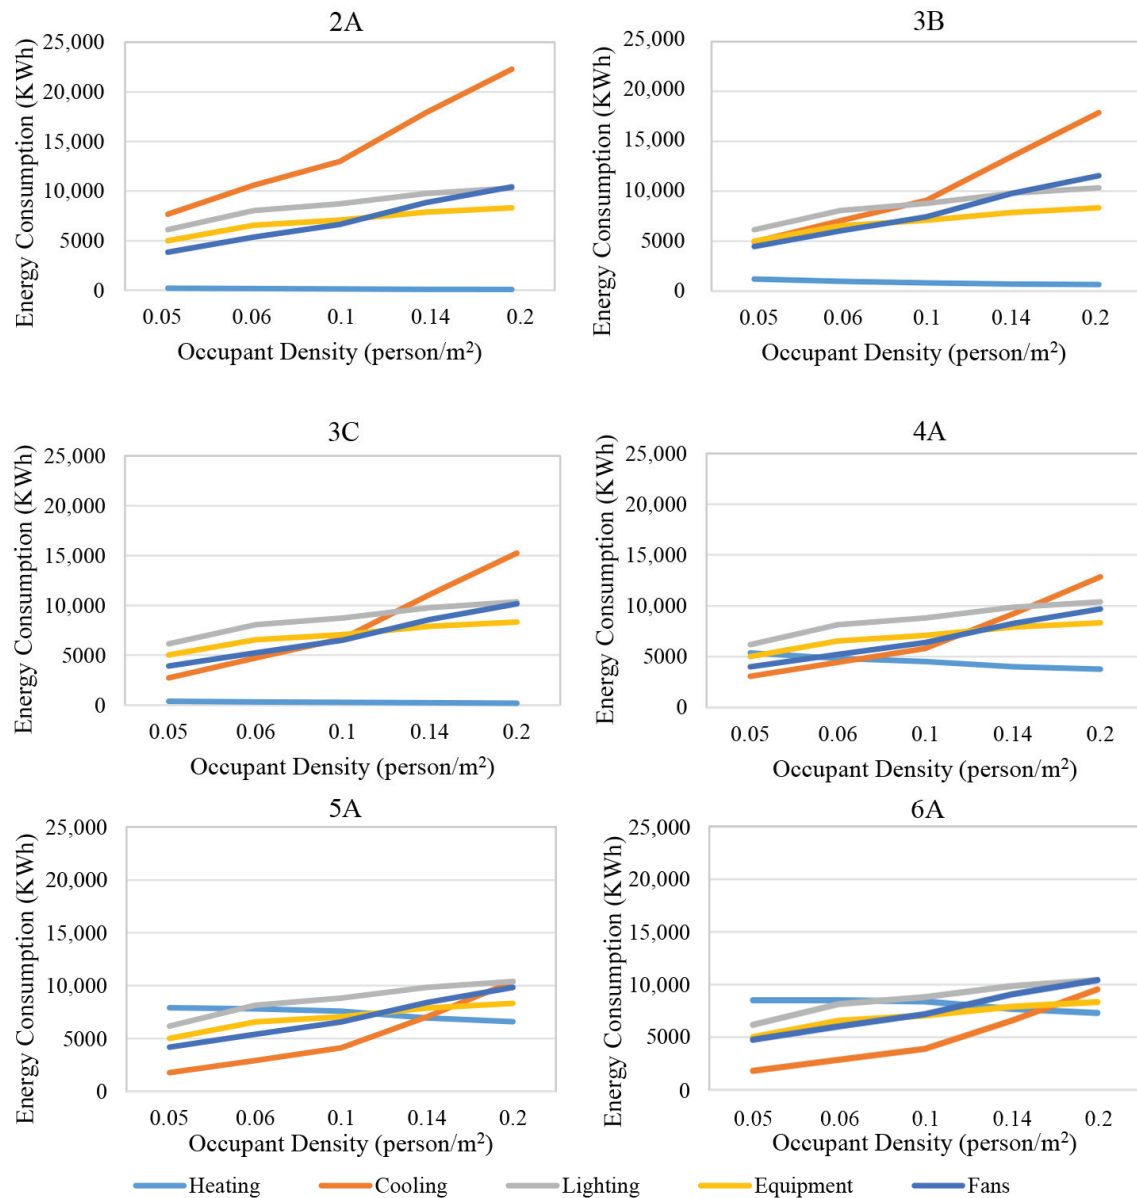 2A
Energy Consumption (KWh)
25,000
20,000
15,000
10,000
5000
0
0.05 0.06 0.1 0.14 0.2
Occupant Density (person/m²)
3B
Energy Consumption (KWh)
25,000
20,000
15,000
10,000
5000
0
0.05 0.06 0.1 0.14 0.2
Occupant Density (person/m²)
3C
Energy Consumption (KWh)
25,000
20,000
15,000
10,000
5000
0
0.05 0.06 0.1 0.14 0.2
Occupant Density (person/m²)
4A
Energy Consumption (KWh)
25,000
20,000
15,000
10,000
5000
0
0.05 0.06 0.1 0.14 0.2
Occupant Density (person/m²)
5A
Energy Consumption (KWh)
25,000
20,000
15,000
10,000
5000
0
0.05 0.06 0.1 0.14 0.2
Occupant Density (person/m²)
6A
Energy Consumption (KWh)
25,000
20,000
15,000
10,000
5000
0
0.05 0.06 0.1 0.14 0.2
Occupant Density (person/m²)
Heating Cooling Lighting Equipment Fans